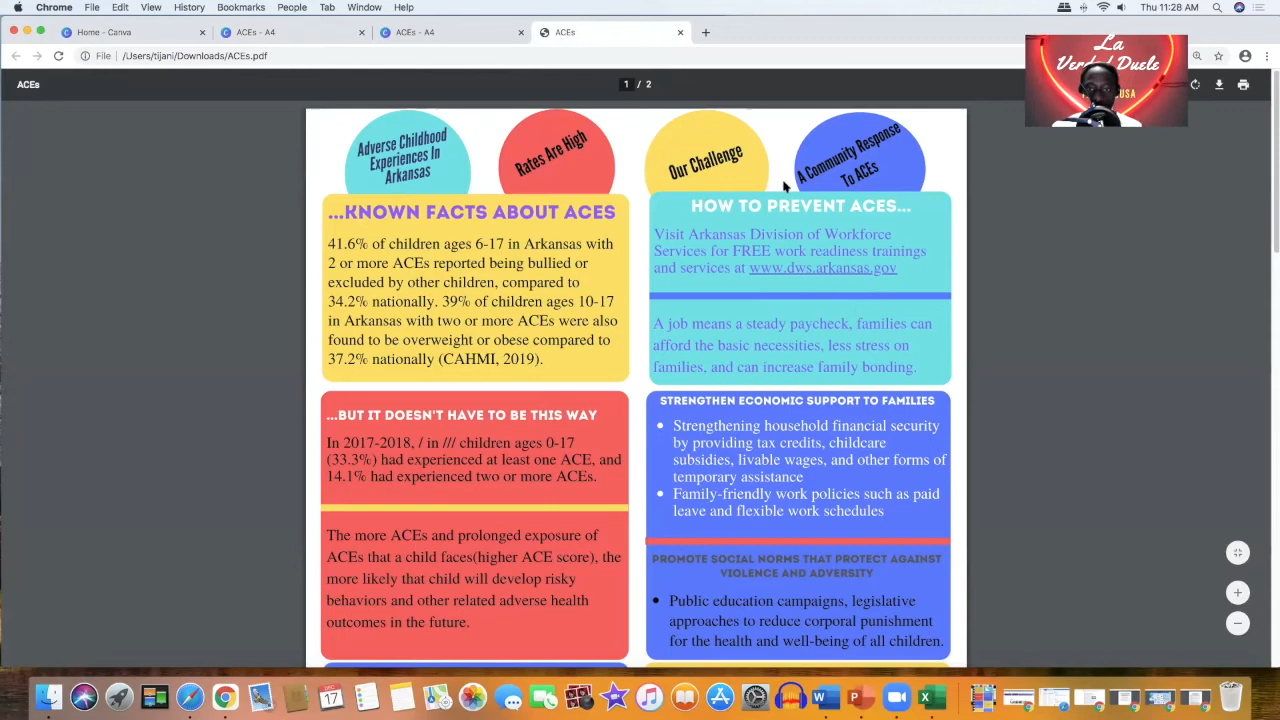 Chrome File Edit View History Bookmarks People Tab Window Help
Thu 11:28 AM
Home - Canva
ACEs - A4
ACEs - A4
ACEs
File | /Users/tijani/Downloads/ACEs.pdf
ACEs
1 / 2
La
Verdad Duele
USA
Adverse Childhood
Experiences In
Arkansas
Rates Are High
Our Challenge
A Community Response
To ACEs
...KNOWN FACTS ABOUT ACES
41.6% of children ages 6-17 in Arkansas with
2 or more ACEs reported being bullied or
excluded by other children, compared to
34.2% nationally. 39% of children ages 10-17
in Arkansas with two or more ACEs were also
found to be overweight or obese compared to
37.2% nationally (CAHMI, 2019).
...BUT IT DOESN'T HAVE TO BE THIS WAY
In 2017-2018, / in /// children ages 0-17
(33.3%) had experienced at least one ACE, and
14.1% had experienced two or more ACEs.
The more ACEs and prolonged exposure of
ACEs that a child faces(higher ACE score), the
more likely that child will develop risky
behaviors and other related adverse health
outcomes in the future.
HOW TO PREVENT ACES...
Visit Arkansas Division of Workforce
Services for FREE work readiness trainings
and services at www.dws.arkansas.gov
A job means a steady paycheck, families can
afford the basic necessities, less stress on
families, and can increase family bonding.
STRENGTHEN ECONOMIC SUPPORT TO FAMILIES
• Strengthening household financial security
by providing tax credits, childcare
subsidies, livable wages, and other forms of
temporary assistance
• Family-friendly work policies such as paid
leave and flexible work schedules
PROMOTE SOCIAL NORMS THAT PROTECT AGAINST
VIOLENCE AND ADVERSITY
• Public education campaigns, legislative
approaches to reduce corporal punishment
for the health and well-being of all children.
17